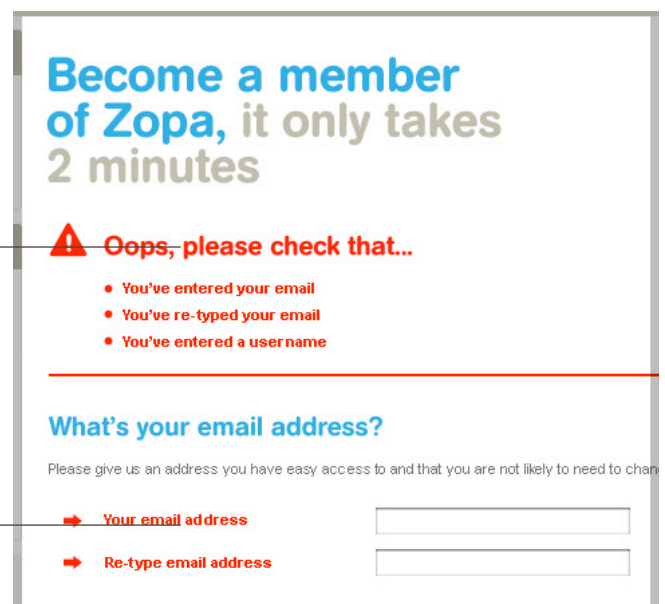 Become a member
of Zopa, it only takes
2 minutes
Oops, please check that...
You've entered your email
You've re-typed your email
You've entered a username
What's your email address?
Please give us an address you have easy access to and that you are not likely to need to
Your email address
Re-type email address